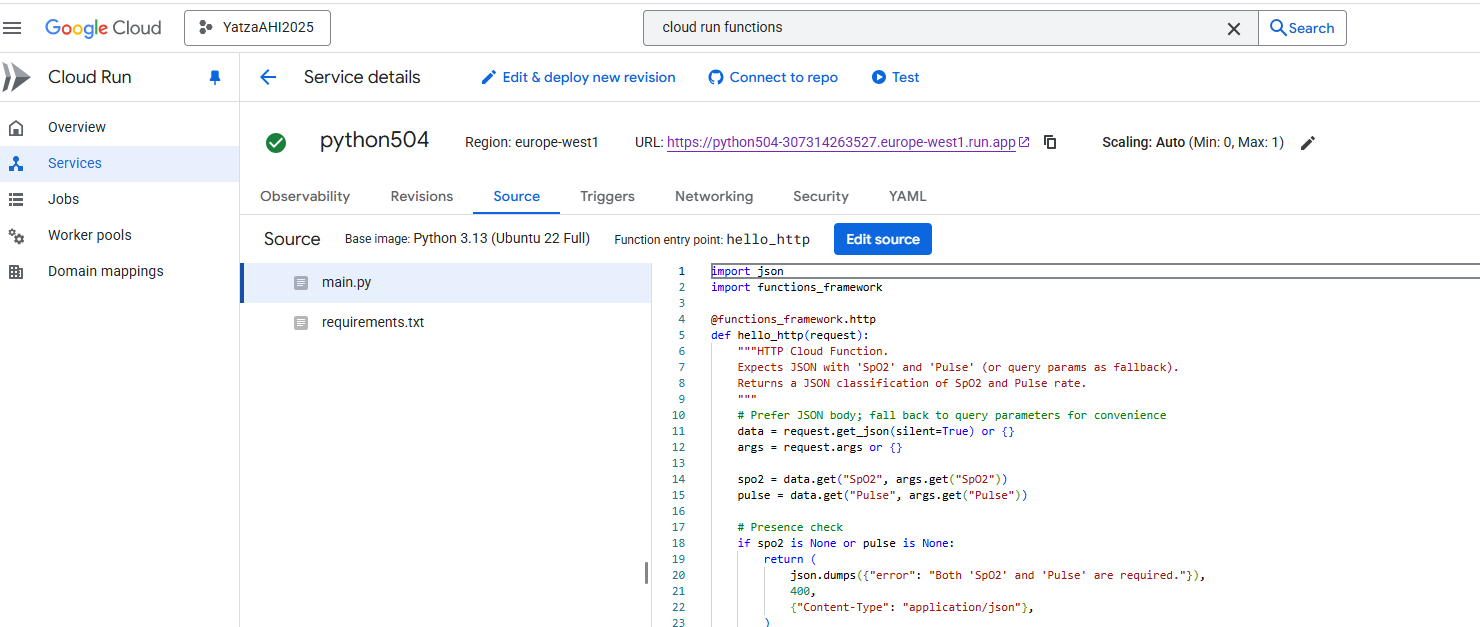 Google Cloud YatzaAHI2025 cloud run functions Search
Cloud Run Service details Edit & deploy new revision Connect to repo Test
Overview
Services
Jobs
Worker pools
Domain mappings
python504 Region: europe-west1 URL: https://python504-307314263527.europe-west1.run.app Scaling: Auto (Min: 0, Max: 1)
Observability Revisions Source Triggers Networking Security YAML
Source Base image: Python 3.13 (Ubuntu 22 Full) Function entry point: hello_http Edit source
main.py
requirements.txt
1 import json
2 import functions_framework
3
4 @functions_framework.http
5 def hello_http(request):
6 """HTTP Cloud Function.
7 Expects JSON with 'SpO2' and 'Pulse' (or query params as fallback).
8 Returns a JSON classification of SpO2 and Pulse rate.
9 """
10 # Prefer JSON body; fall back to query parameters for convenience
11 data = request.get_json(silent=True) or {}
12 args = request.args or {}
13
14 spo2 = data.get("SpO2", args.get("SpO2"))
15 pulse = data.get("Pulse", args.get("Pulse"))
16
17 # Presence check
18 if spo2 is None or pulse is None:
19 return (
20 json.dumps({"error": "Both 'SpO2' and 'Pulse' are required."}),
21 400,
22 {"Content-Type": "application/json"},
23 )